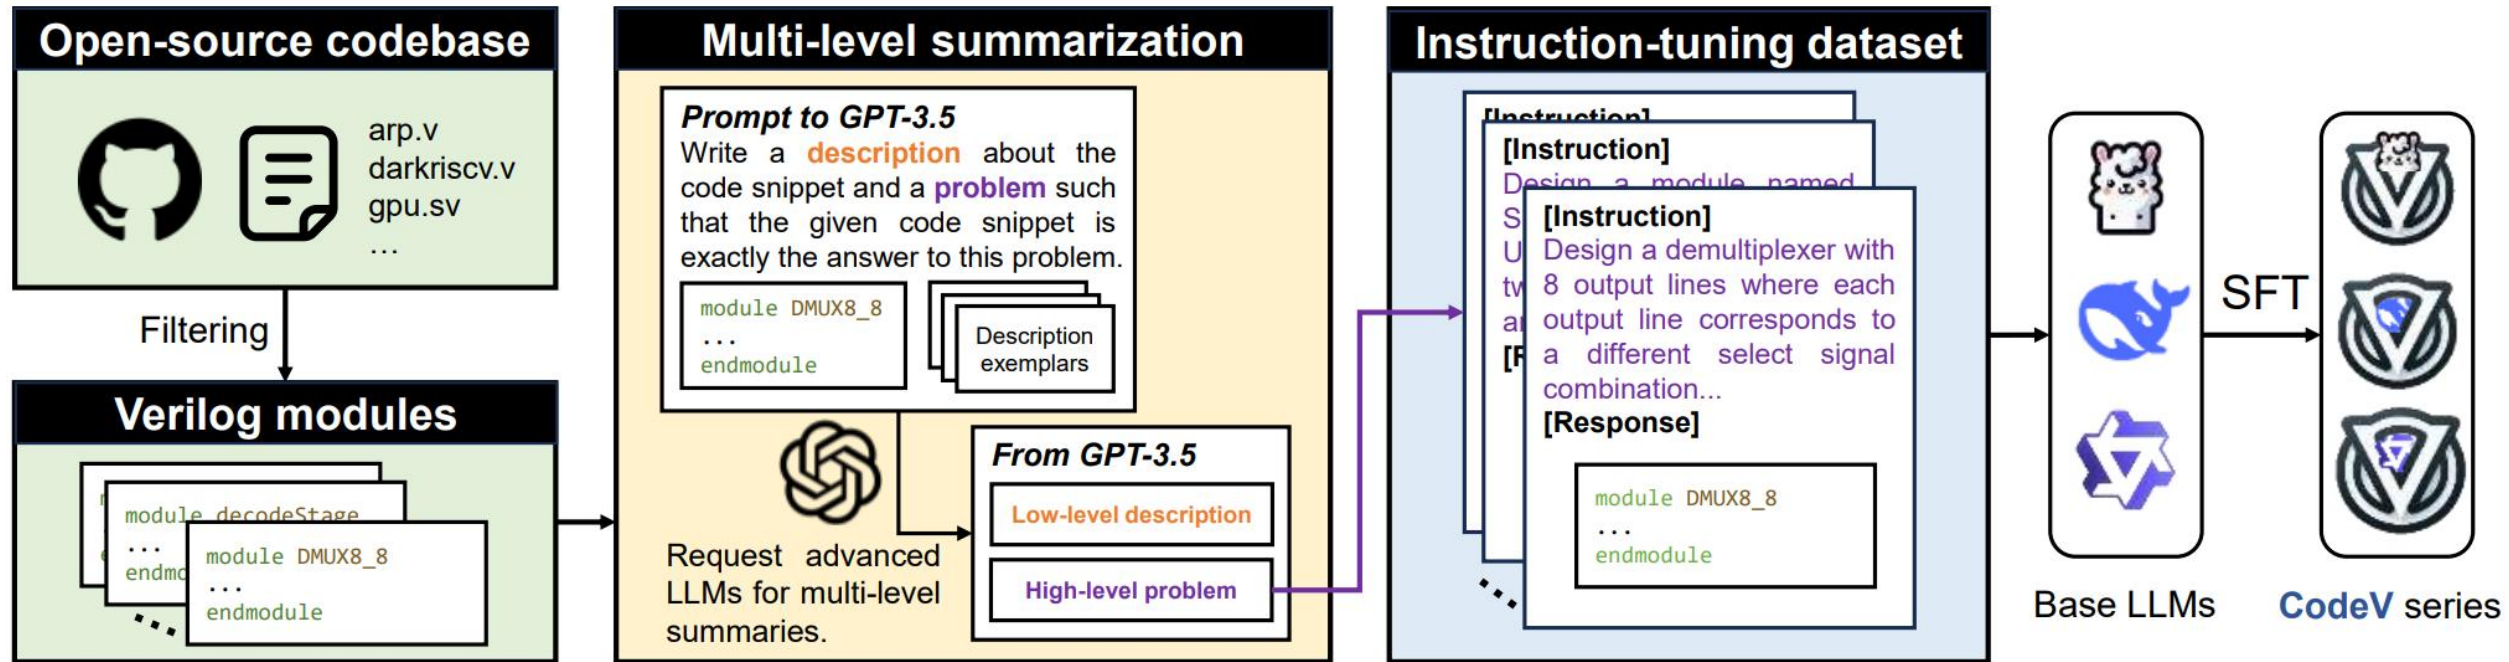 Open-source codebase
arp.v
darkriscv.v
gpu.sv
...
Filtering
Verilog modules
module decodeStage
...
endmo
module DMUX8_8
...
endmodule
Multi-level summarization
Prompt to GPT-3.5
Write a description about the
code snippet and a problem such
that the given code snippet is
exactly the answer to this problem.
module DMUX8_8
...
endmodule
Description
exemplars
Request advanced
LLMs for multi-level
summaries.
From GPT-3.5
Low-level description
High-level problem
Instruction-tuning dataset
[Instruction]
[Instruction]
Design a module named
[Instruction]
Design a demultiplexer with
8 output lines where each
output line corresponds to
a different select signal
combination...
[Response]
module DMUX8_8
...
endmodule
Base LLMs
SFT
CodeV series